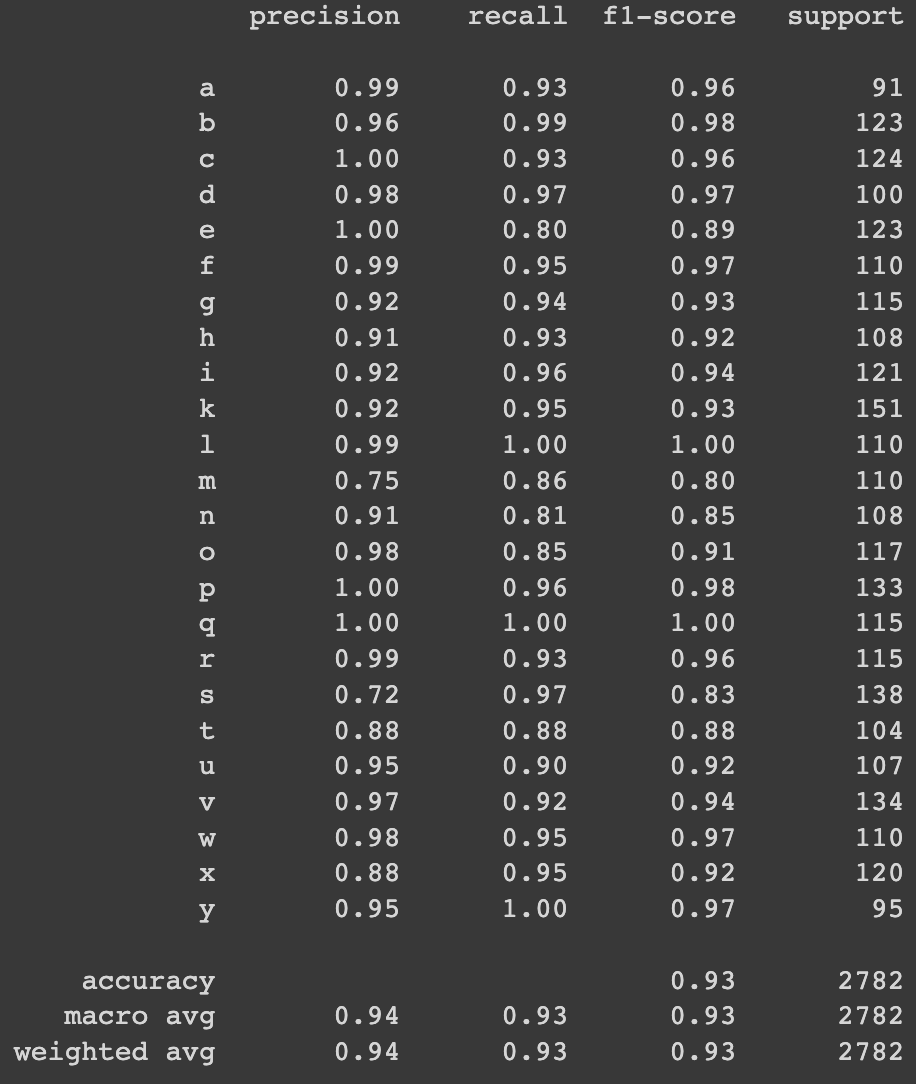 precision recall f1-score support
a 0.99 0.93 0.96 91
b 0.96 0.99 0.98 123
c 1.00 0.93 0.96 124
d 0.98 0.97 0.97 100
e 1.00 0.80 0.89 123
f 0.99 0.95 0.97 110
g 0.92 0.94 0.93 115
h 0.91 0.93 0.92 108
i 0.92 0.96 0.94 121
k 0.92 0.95 0.93 151
l 0.99 1.00 1.00 110
m 0.75 0.86 0.80 110
n 0.91 0.81 0.85 108
o 0.98 0.85 0.91 117
p 1.00 0.96 0.98 133
q 1.00 1.00 1.00 115
r 0.99 0.93 0.96 115
s 0.72 0.97 0.83 138
t 0.88 0.88 0.88 104
u 0.95 0.90 0.92 107
v 0.97 0.92 0.94 134
w 0.98 0.95 0.97 110
x 0.88 0.95 0.92 120
y 0.95 1.00 0.97 95
accuracy 0.93 2782
macro avg 0.94 0.93 0.93 2782
weighted avg 0.94 0.93 0.93 2782